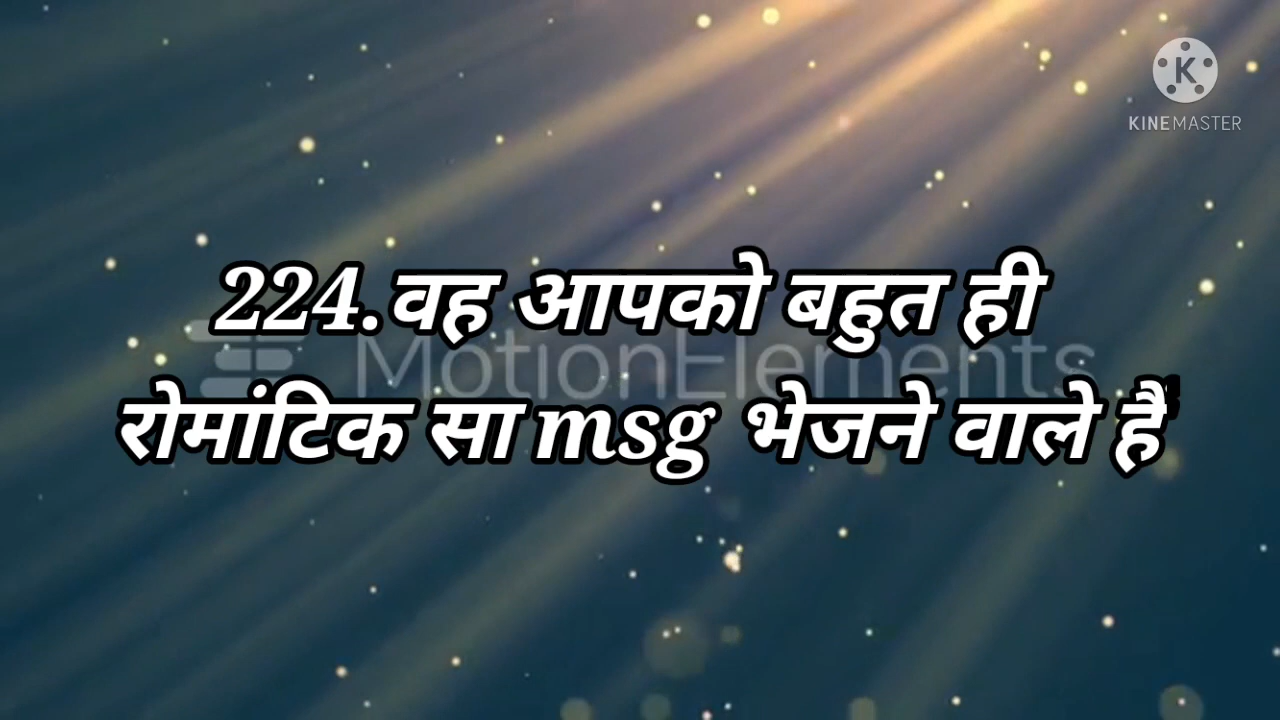 KINEMASTER
224.वह आपको बहुत ही
MotionElements
रोमांटिक सा msg भेजने वाले हैं